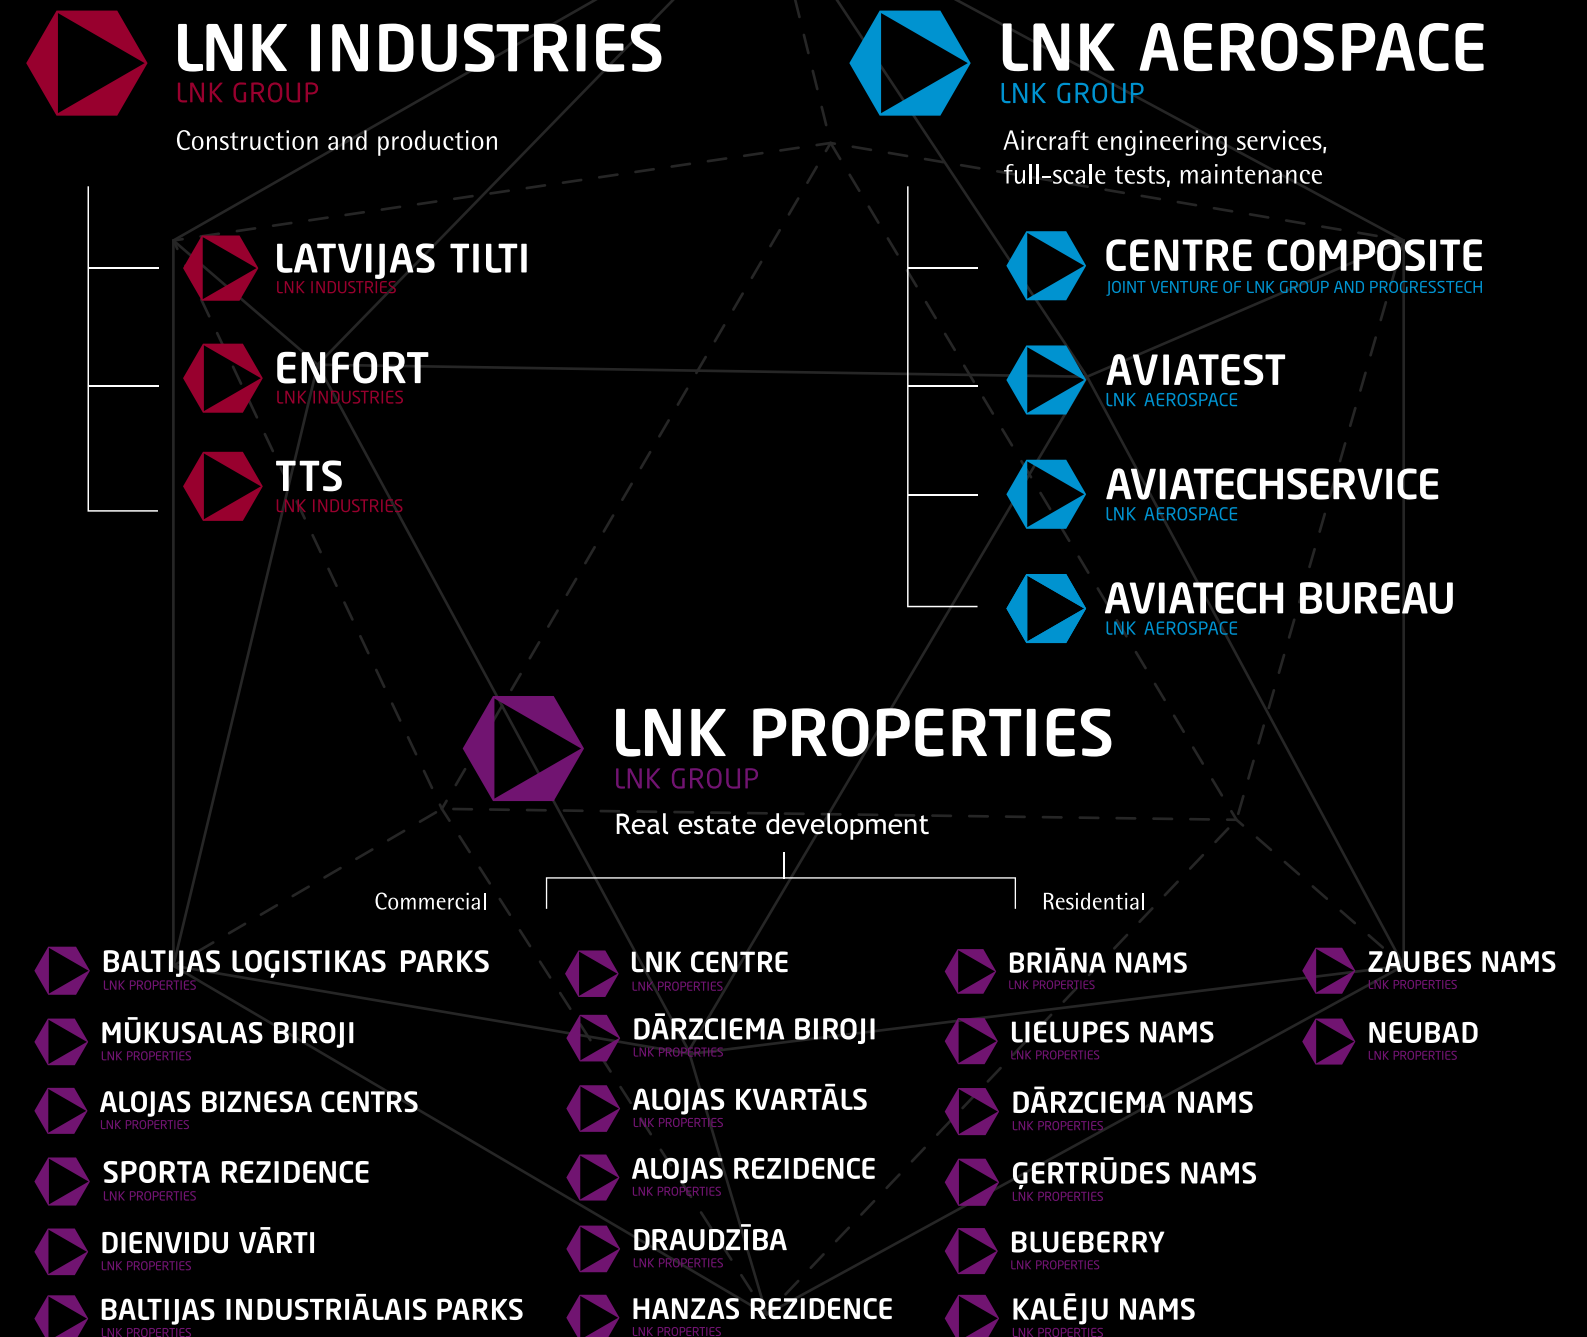 LNK INDUSTRIES
LNK GROUP
Construction and production
LATVIJAS TILTI
LNK INDUSTRIES
ENFORT
LNK INDUSTRIES
TTS
LNK INDUSTRIES
LNK AEROSPACE
LNK GROUP
Aircraft engineering services,
full-scale tests, maintenance
CENTRE COMPOSITE
JOINT VENTURE OF LNK GROUP AND PROGRESSTECH
AVIATEST
LNK AEROSPACE
AVIATECHSERVICE
LNK AEROSPACE
AVIATECH BUREAU
LNK AEROSPACE
LNK PROPERTIES
LNK GROUP
Real estate development
Commercial
BALTIJAS LOĢISTIKAS PARKS
LNK PROPERTIES
MŪKUSALAS BIROJI
LNK PROPERTIES
ALOJAS BIZNESA CENTRS
LNK PROPERTIES
SPORTA REZIDENCE
LNK PROPERTIES
DIENVIDU VĀRTI
LNK PROPERTIES
BALTIJAS INDUSTRIĀLAIS PARKS
LNK PROPERTIES
LNK CENTRE
LNK PROPERTIES
DĀRZCIEMA BIROJI
LNK PROPERTIES
ALOJAS KVARTĀLS
LNK PROPERTIES
ALOJAS REZIDENCE
LNK PROPERTIES
DRAUDZĪBA
LNK PROPERTIES
HANZAS REZIDENCE
LNK PROPERTIES
Residential
BRIĀNA NAMS
LNK PROPERTIES
LIELUPES NAMS
LNK PROPERTIES
DĀRZCIEMA NAMS
LNK PROPERTIES
ĢERTRŪDES NAMS
LNK PROPERTIES
BLUEBERRY
LNK PROPERTIES
KALĒJU NAMS
LNK PROPERTIES
ZAUBES NAMS
LNK PROPERTIES
NEUBAD
LNK PROPERTIES